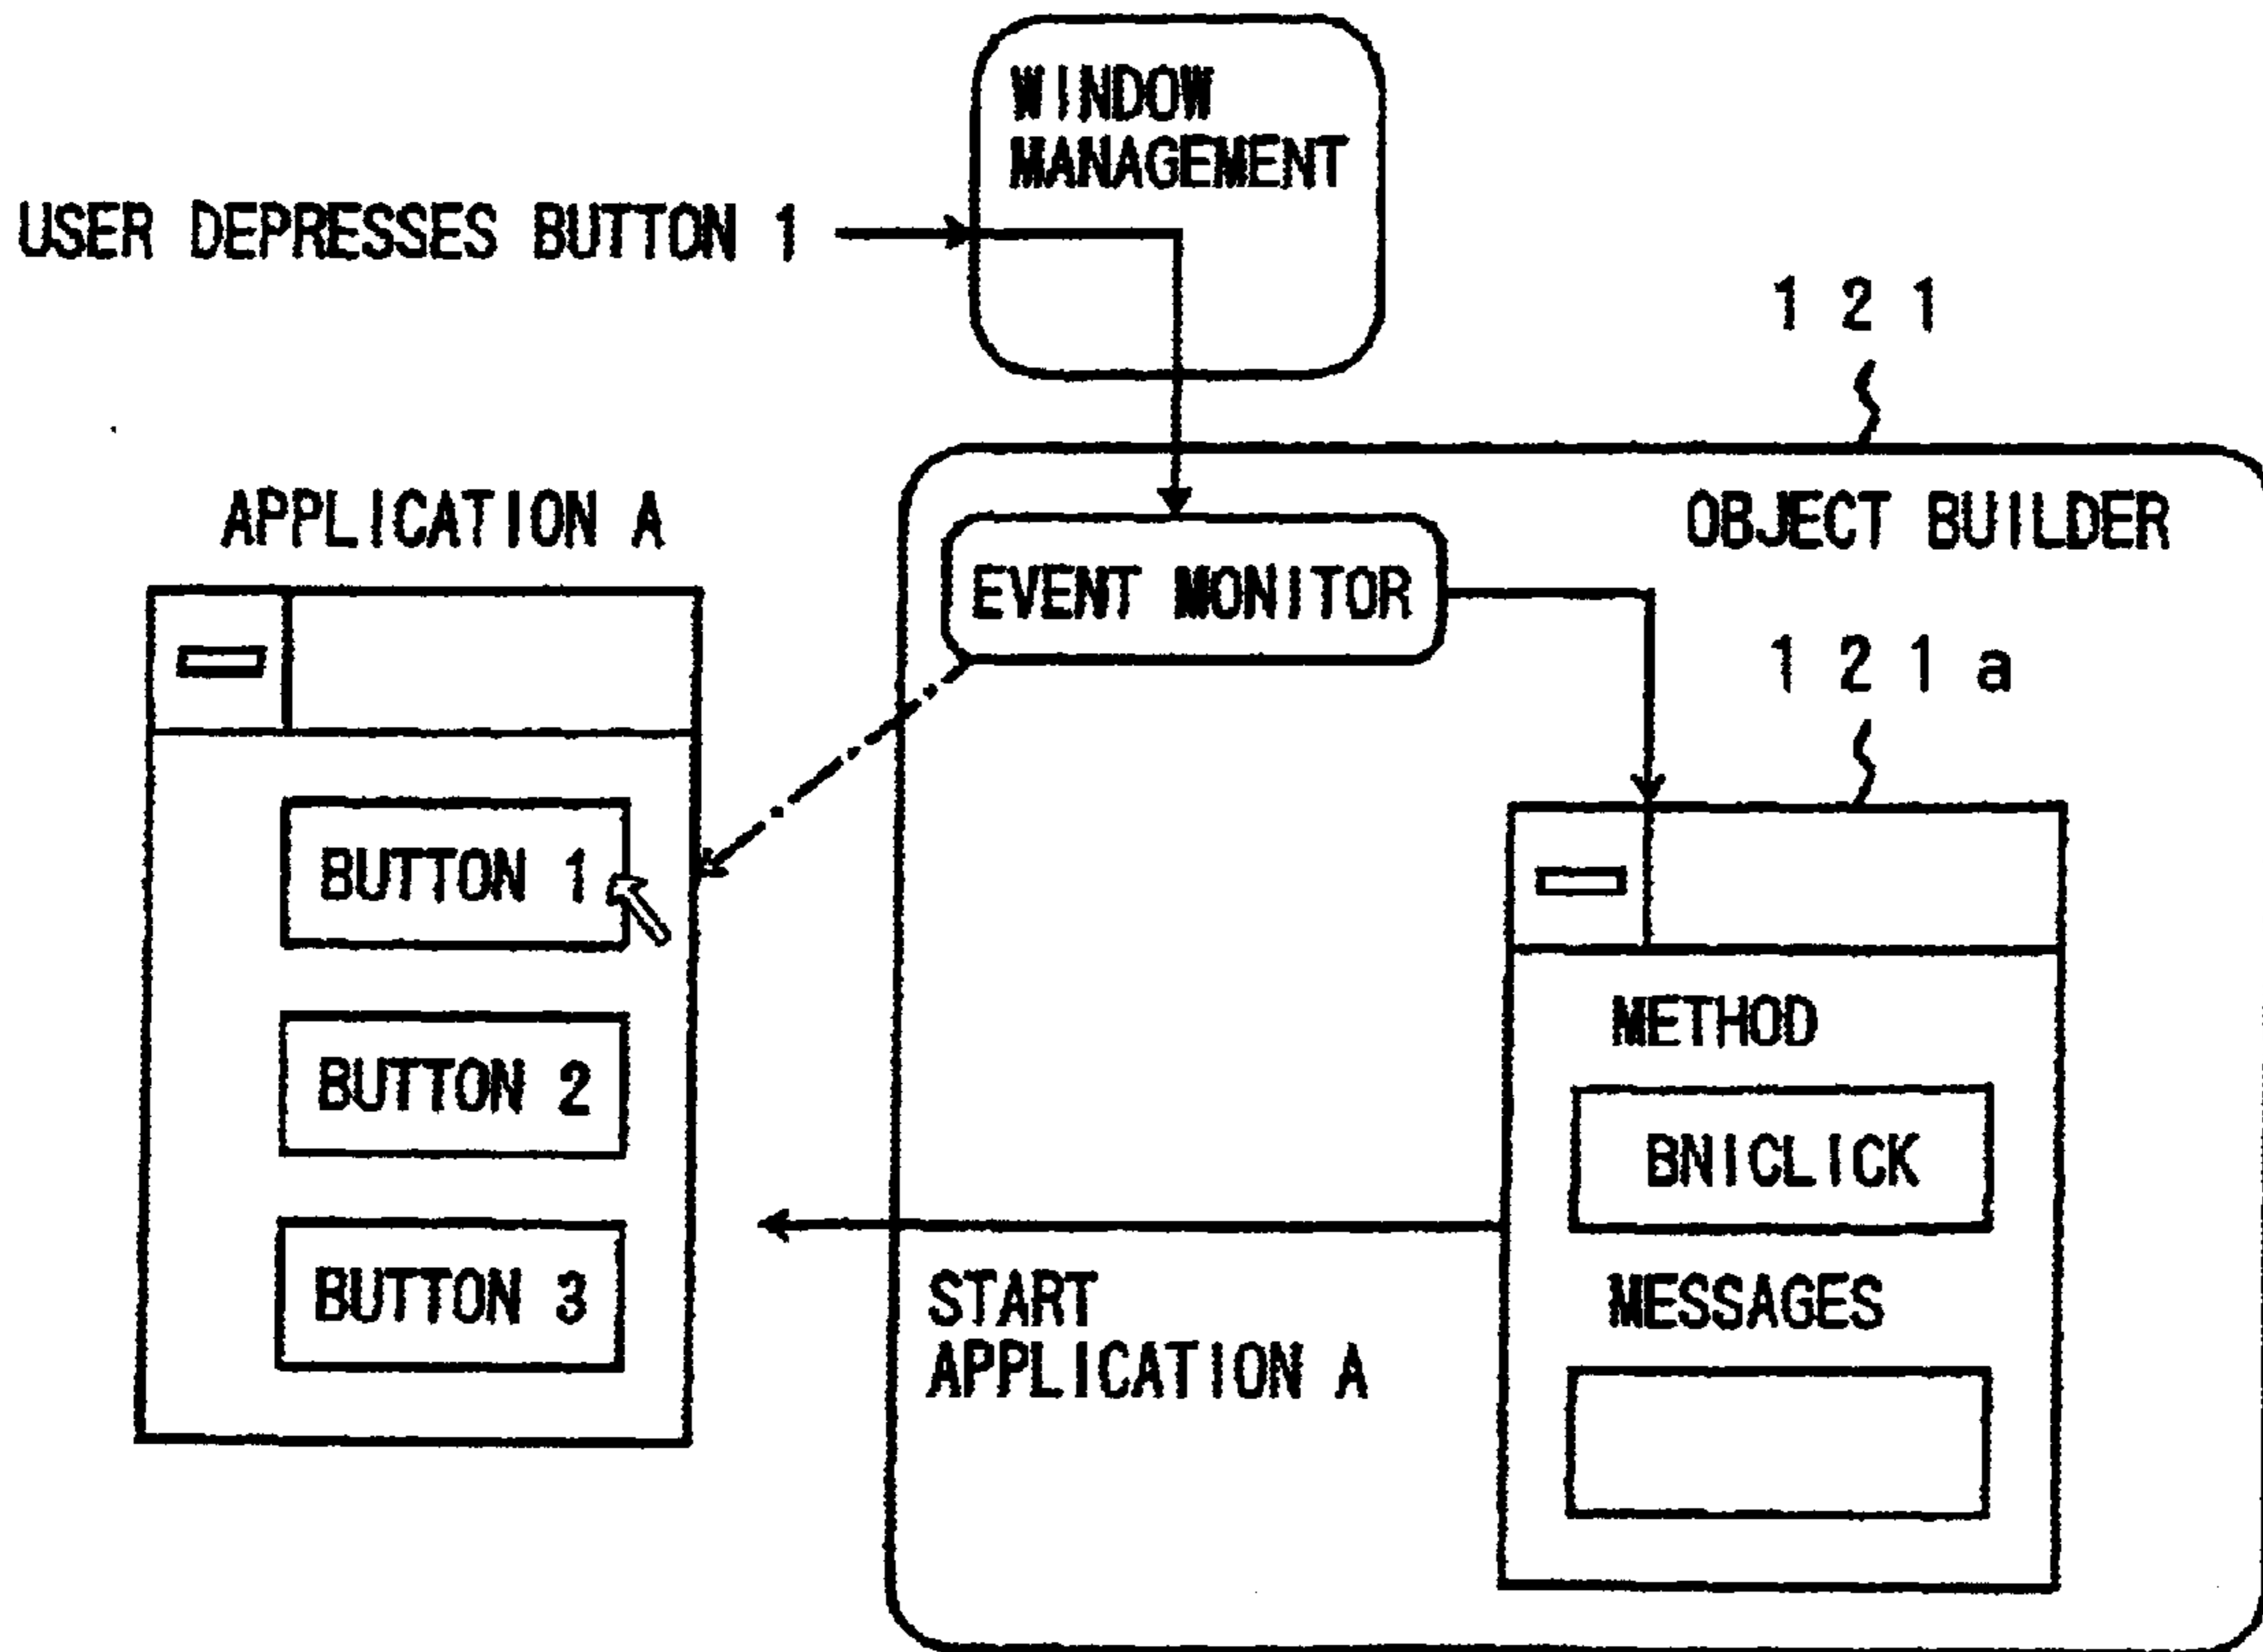 WINDOW
MANAGEMENT
USER DEPRESSES BUTTON 1
1 2 1
APPLICATION A
OBJECT BUILDER
EVENT MONITOR
1 2 1 a
BUTTON 1
BUTTON 2
BUTTON 3
METHOD
BNICLICK
MESSAGES
START
APPLICATION A